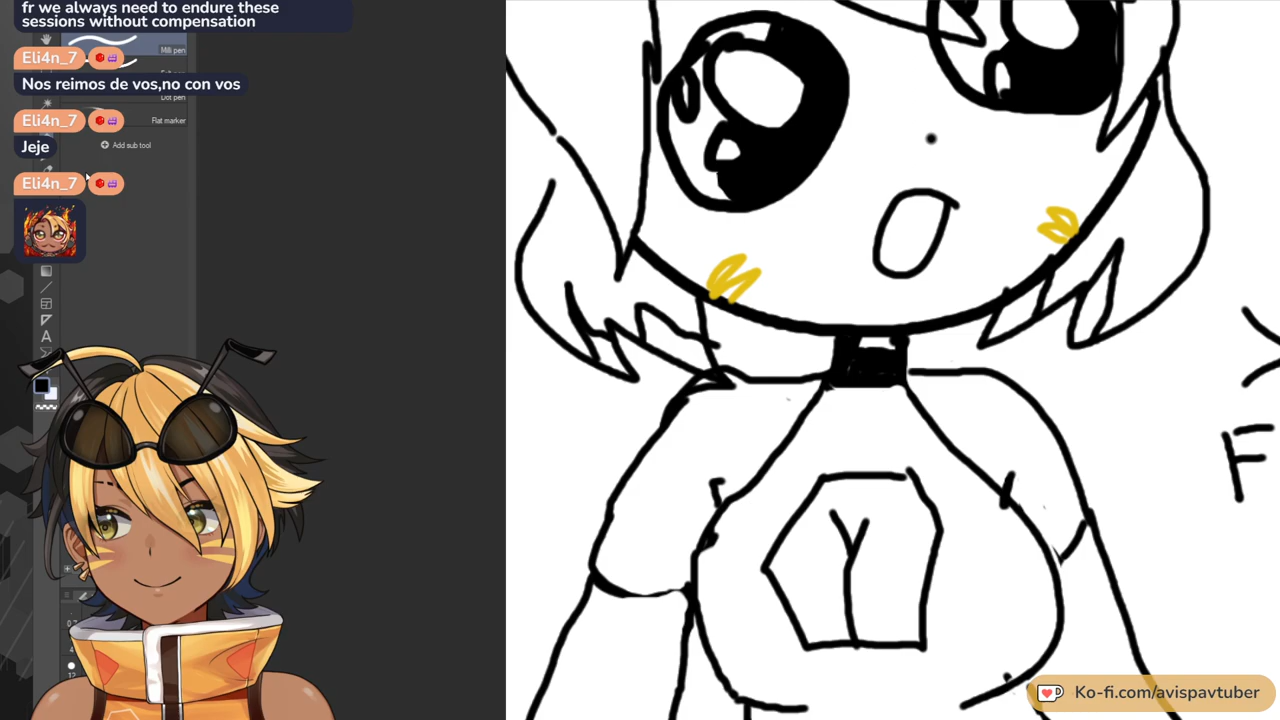 fr we always need to endure these
sessions without compensation
Milli pen
Eli4n_7
Nos reimos de vos,no con vos
Dot pen
Eli4n_7
Flat marker
Jeje
Add sub tool
Eli4n_7
A
F
Ko-fi.com/avispavtuber